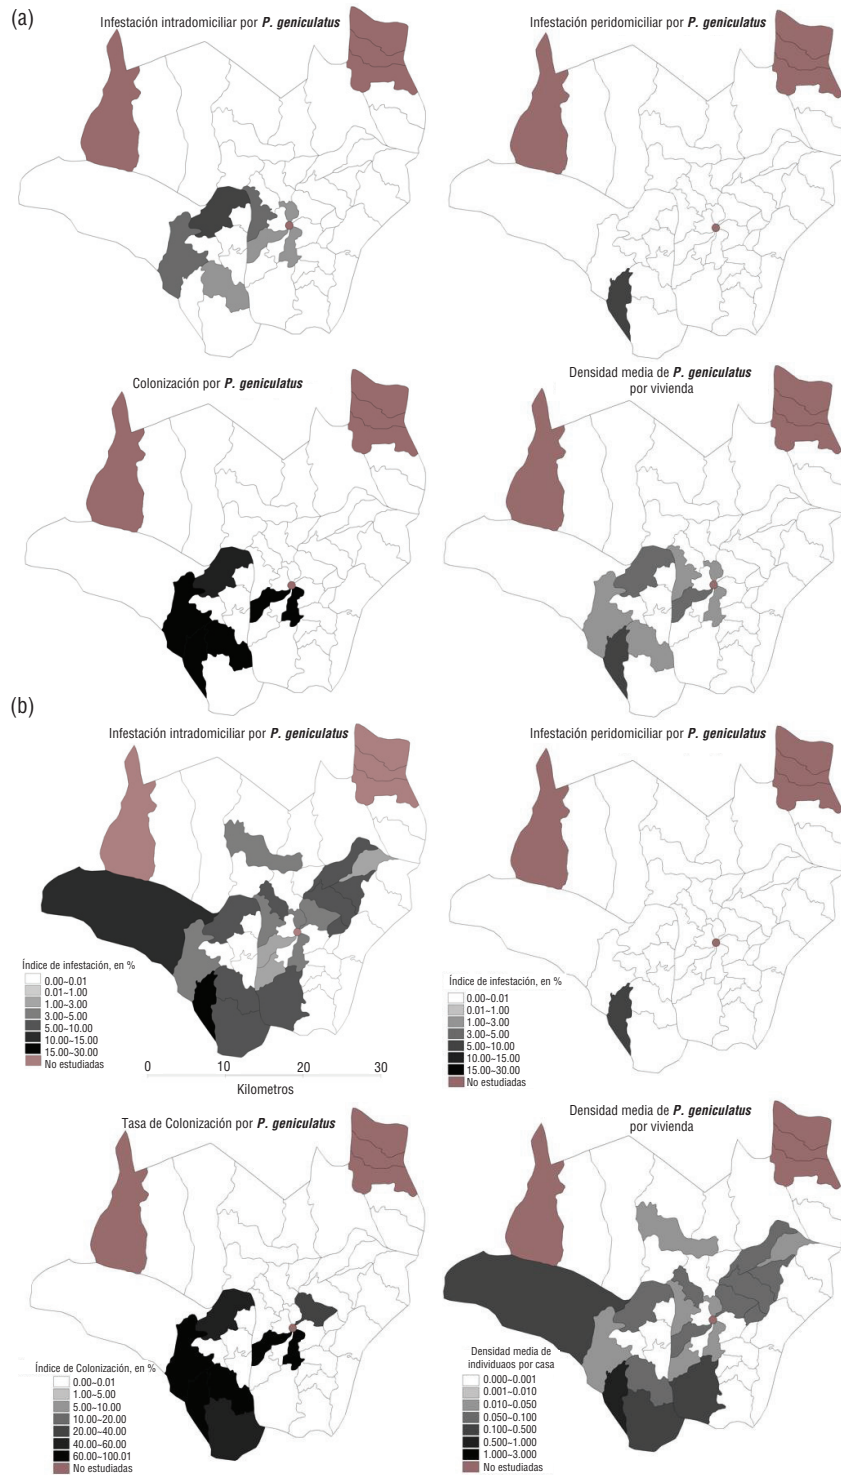 (a)
Infestación intradomiciliar por P. geniculatus
Infestación peridomiciliar por P. geniculatus
Colonización por P. geniculatus
Densidad media de P. geniculatus
por vivienda
(b)
Infestación intradomiciliar por P. geniculatus
Infestación peridomiciliar por P. geniculatus
Índice de infestación, en %
0.00~0.01
0.01~1.00
1.00~3.00
3.00~5.00
5.00~10.00
10.00~15.00
15.00~30.00
No estudiadas
0 10 20 30
Kilometros
Índice de infestación, en %
0.00~0.01
0.01~1.00
1.00~3.00
3.00~5.00
5.00~10.00
10.00~15.00
15.00~30.00
No estudiadas
Tasa de Colonización por P. geniculatus
Densidad media de P. geniculatus
por vivienda
Índice de Colonización, en %
0.00~0.01
1.00~5.00
5.00~10.00
10.00~20.00
20.00~40.00
40.00~60.00
60.00~100.01
No estudiadas
Densidad media de
individuaos por casa
0.000~0.001
0.001~0.010
0.010~0.050
0.050~0.100
0.100~0.500
0.500~1.000
1.000~3.000
No estudiadas